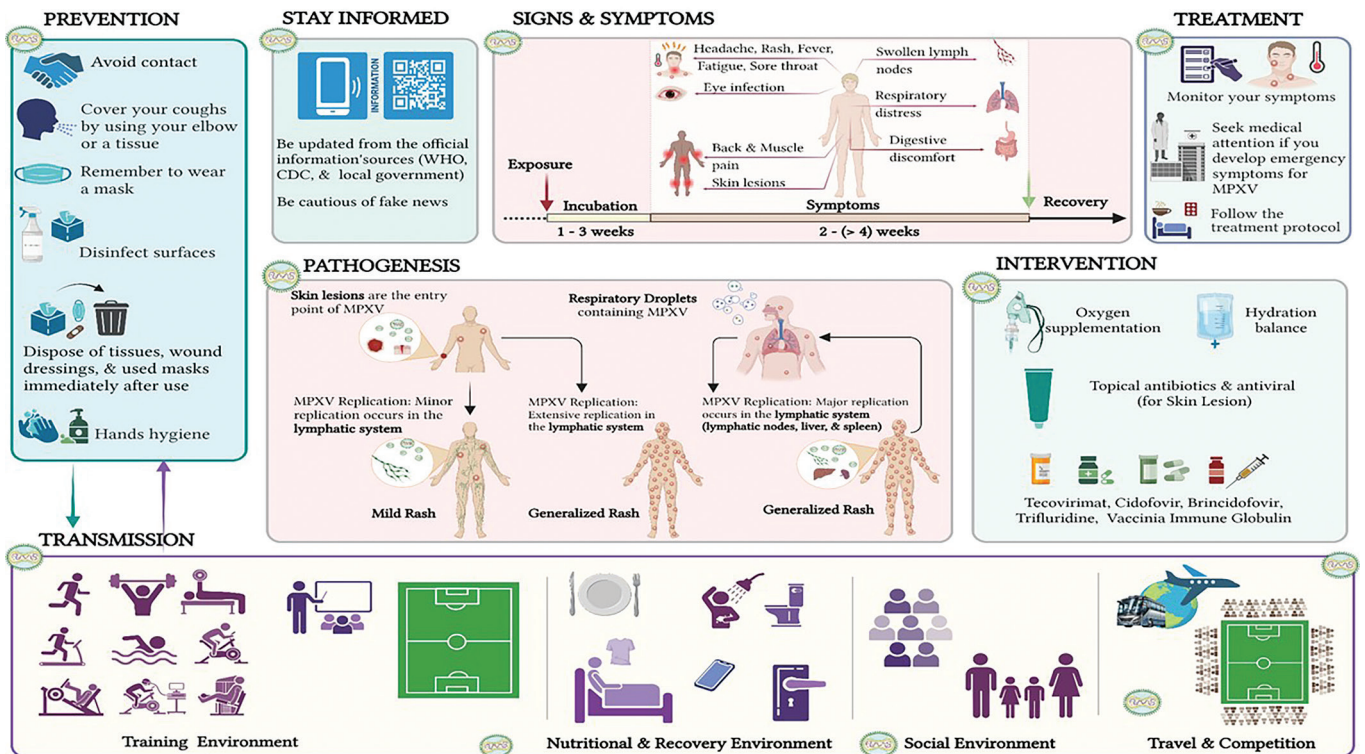 PREVENTION
Avoid contact
Cover your coughs
by using your elbow
or a tissue
Remember to wear
a mask
Disinfect surfaces
Dispose of tissues, wound
dressings, & used masks
immediately after use
Hands hygiene
STAY INFORMED
INFORMATION
Be updated from the official
information'sources (WHO,
CDC, & local government)
Be cautious of fake news
SIGNS & SYMPTOMS
Headache, Rash, Fever,
Fatigue, Sore throat
Eye infection
Back & Muscle
pain
Skin lesions
Swollen lymph
nodes
Respiratory
distress
Digestive
discomfort
Exposure
Incubation
Symptoms
Recovery
1 - 3 weeks
2 - (> 4) weeks
TREATMENT
Monitor your symptoms
Seek medical
attention if you
develop emergency
symptoms for
MPXV
Follow the
treatment protocol
PATHOGENESIS
Skin lesions are the entry
point of MPXV
Respiratory Droplets
containing MPXV
MPXV Replication: Minor
replication occurs in the
lymphatic system
MPXV Replication:
Extensive replication in
the lymphatic system
MPXV Replication: Major replication
occurs in the lymphatic system
(lymphatic nodes, liver, & spleen)
Mild Rash
Generalized Rash
Generalized Rash
INTERVENTION
Oxygen
supplementation
Hydration
balance
Topical antibiotics & antiviral
(for Skin Lesion)
Tecovirimat, Cidofovir, Brincidofovir,
Trifluridine, Vaccinia Immune Globulin
TRANSMISSION
Training Environment
Nutritional & Recovery Environment
Social Environment
Travel & Competition